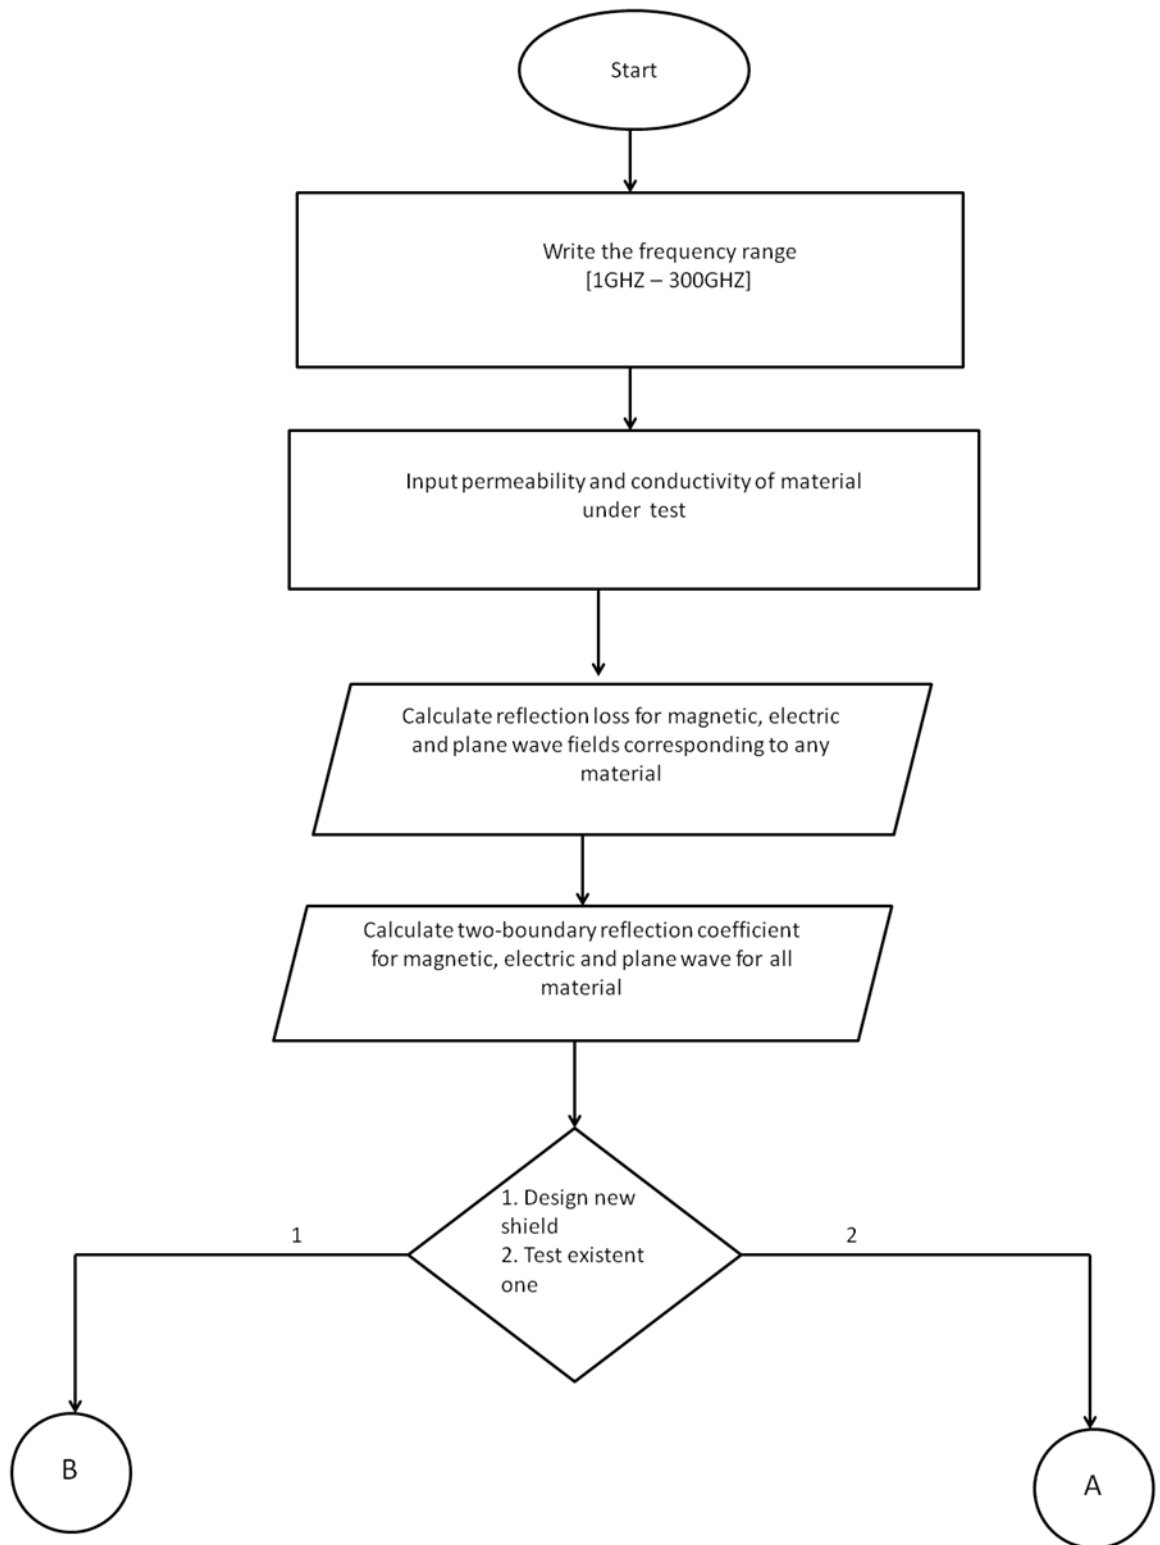 Start
Write the frequency range
[1GHZ – 300GHZ]
Input permeability and conductivity of material
under test
Calculate reflection loss for magnetic, electric
and plane wave fields corresponding to any
material
Calculate two-boundary reflection coefficient
for magnetic, electric and plane wave for all
material
1. Design new
shield
2. Test existent
one
1
2
B
A